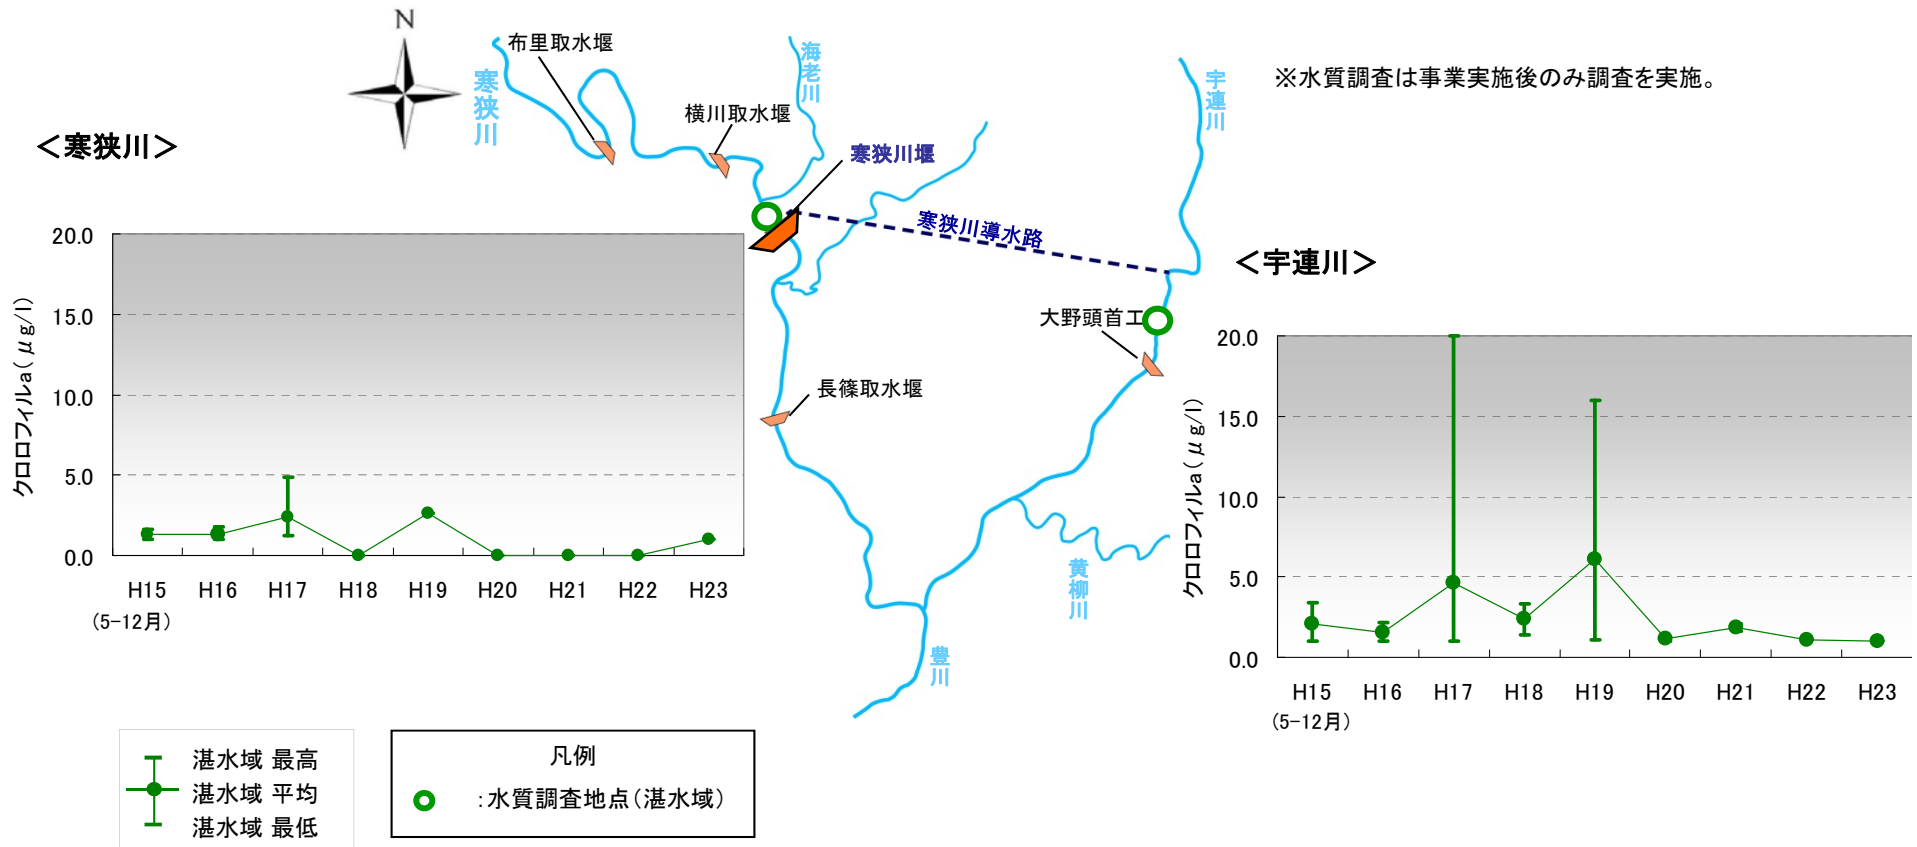 N
布里取水堰
寒狭川
海老川
宇連川
※水質調査は事業実施後のみ調査を実施。
横川取水堰
＜寒狭川＞
寒狭川堰
寒狭川導水路
＜宇連川＞
大野頭首工
長篠取水堰
黄柳川
豊川
クロロフィルa(μg/l)
20.0
15.0
10.0
5.0
0.0
H15 H16 H17 H18 H19 H20 H21 H22 H23
(5-12月)
クロロフィルa(μg/l)
20.0
15.0
10.0
5.0
0.0
H15 H16 H17 H18 H19 H20 H21 H22 H23
(5-12月)
湛水域 最高
湛水域 平均
湛水域 最低
凡例
：水質調査地点（湛水域）